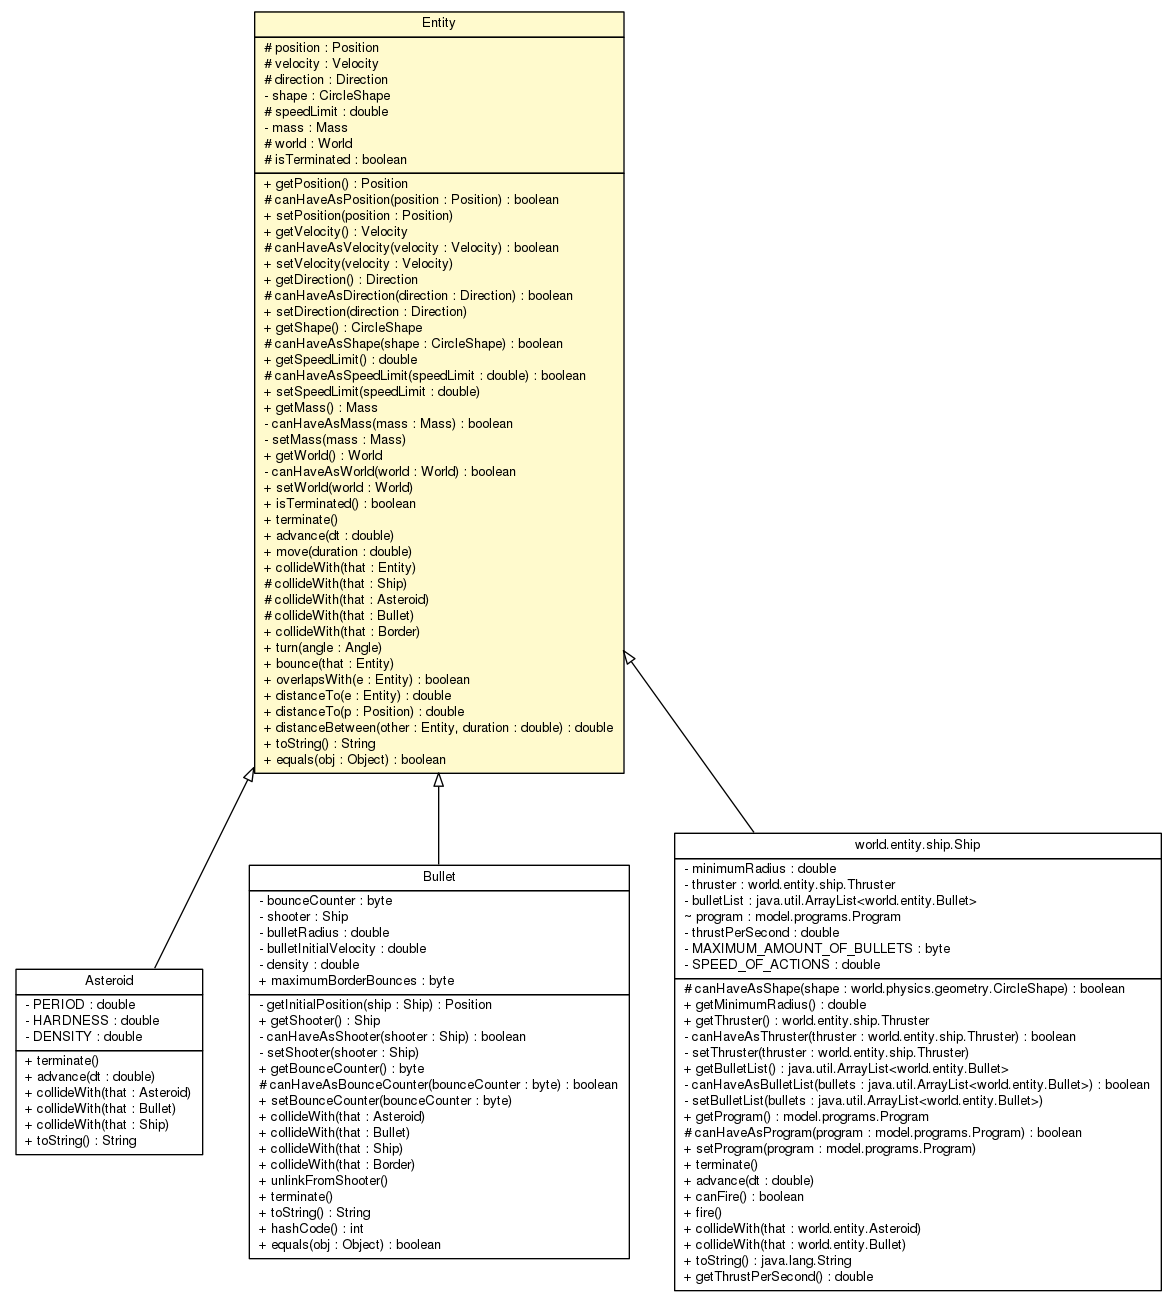 Entity
# position : Position
# velocity : Velocity
# direction : Direction
- shape : CircleShape
# speedLimit : double
- mass : Mass
# world : World
# isTerminated : boolean
+ getPosition() : Position
# canHaveAsPosition(position : Position) : boolean
+ setPosition(position : Position)
+ getVelocity() : Velocity
# canHaveAsVelocity(velocity : Velocity) : boolean
+ setVelocity(velocity : Velocity)
+ getDirection() : Direction
# canHaveAsDirection(direction : Direction) : boolean
+ setDirection(direction : Direction)
+ getShape() : CircleShape
# canHaveAsShape(shape : CircleShape) : boolean
+ getSpeedLimit() : double
# canHaveAsSpeedLimit(speedLimit : double) : boolean
+ setSpeedLimit(speedLimit : double)
+ getMass() : Mass
- canHaveAsMass(mass : Mass) : boolean
- setMass(mass : Mass)
+ getWorld() : World
- canHaveAsWorld(world : World) : boolean
+ setWorld(world : World)
+ isTerminated() : boolean
+ terminate()
+ advance(dt : double)
+ move(duration : double)
+ collideWith(that : Entity)
# collideWith(that : Ship)
# collideWith(that : Asteroid)
# collideWith(that : Bullet)
+ collideWith(that : Border)
+ turn(angle : Angle)
+ bounce(that : Entity)
+ overlapsWith(e : Entity) : boolean
+ distanceTo(e : Entity) : double
+ distanceTo(p : Position) : double
+ distanceBetween(other : Entity, duration : double) : double
+ toString() : String
+ equals(obj : Object) : boolean
Asteroid
- PERIOD : double
- HARDNESS : double
- DENSITY : double
+ terminate()
+ advance(dt : double)
+ collideWith(that : Asteroid)
+ collideWith(that : Bullet)
+ collideWith(that : Ship)
+ toString() : String
Bullet
- bounceCounter : byte
- shooter : Ship
- bulletRadius : double
- bulletInitialVelocity : double
- density : double
+ maximumBorderBounces : byte
- getInitialPosition(ship : Ship) : Position
+ getShooter() : Ship
- canHaveAsShooter(shooter : Ship) : boolean
- setShooter(shooter : Ship)
+ getBounceCounter() : byte
# canHaveAsBounceCounter(bounceCounter : byte) : boolean
+ setBounceCounter(bounceCounter : byte)
+ collideWith(that : Asteroid)
+ collideWith(that : Bullet)
+ collideWith(that : Ship)
+ collideWith(that : Border)
+ unlinkFromShooter()
+ terminate()
+ toString() : String
+ hashCode() : int
+ equals(obj : Object) : boolean
world.entity.ship.Ship
- minimumRadius : double
- thruster : world.entity.ship.Thruster
- bulletList : java.util.ArrayList<world.entity.Bullet>
~ program : model.programs.Program
- thrustPerSecond : double
- MAXIMUM_AMOUNT_OF_BULLETS : byte
- SPEED_OF_ACTIONS : double
# canHaveAsShape(shape : world.physics.geometry.CircleShape) : boolean
+ getMinimumRadius() : double
+ getThruster() : world.entity.ship.Thruster
- canHaveAsThruster(thruster : world.entity.ship.Thruster) : boolean
- setThruster(thruster : world.entity.ship.Thruster)
+ getBulletList() : java.util.ArrayList<world.entity.Bullet>
- canHaveAsBulletList(bullets : java.util.ArrayList<world.entity.Bullet>) : boolean
- setBulletList(bullets : java.util.ArrayList<world.entity.Bullet>)
+ getProgram() : model.programs.Program
# canHaveAsProgram(program : model.programs.Program) : boolean
+ setProgram(program : model.programs.Program)
+ terminate()
+ advance(dt : double)
+ canFire() : boolean
+ fire()
+ collideWith(that : world.entity.Asteroid)
+ collideWith(that : world.entity.Bullet)
+ toString() : java.lang.String
+ getThrustPerSecond() : double